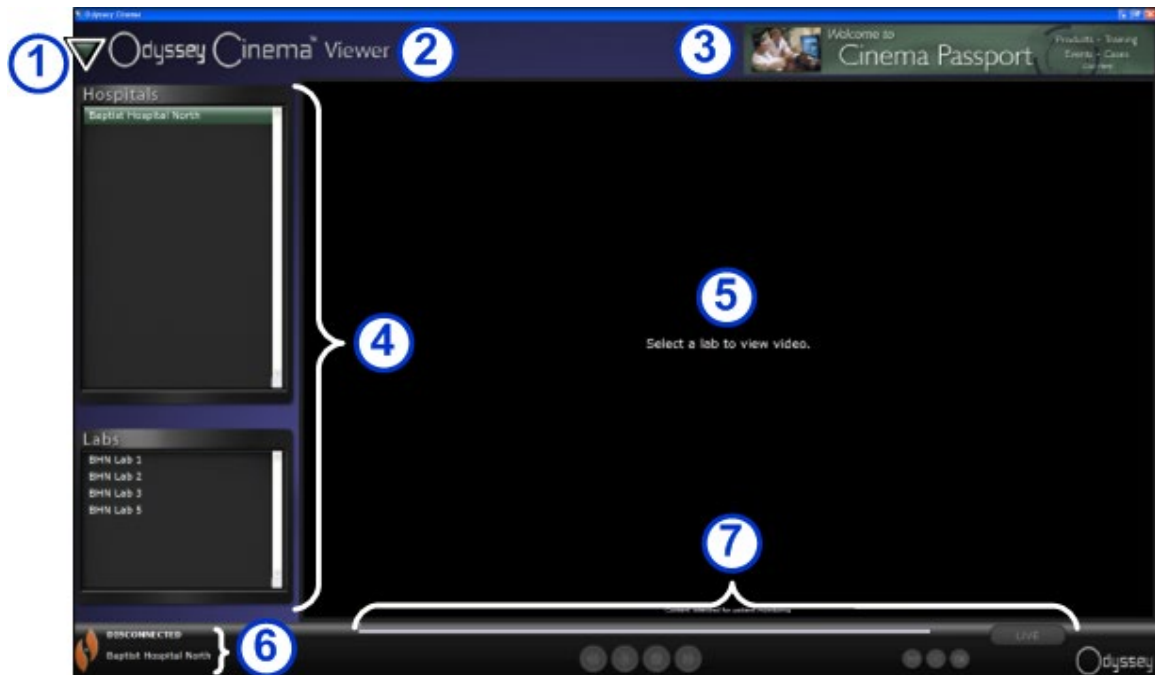 Odyssey Cinema
1
Odyssey Cinema™ Viewer
2
3
Welcome to
Cinema Passport
Products - Training
Events - Cases
Hospitals
Baptist Hospital North
4
5
Select a lab to view video.
Labs
BHN Lab 1
BHN Lab 2
BHN Lab 3
BHN Lab 5
7
DISCONNECTED
Baptist Hospital North
6
LIVE
Odyssey